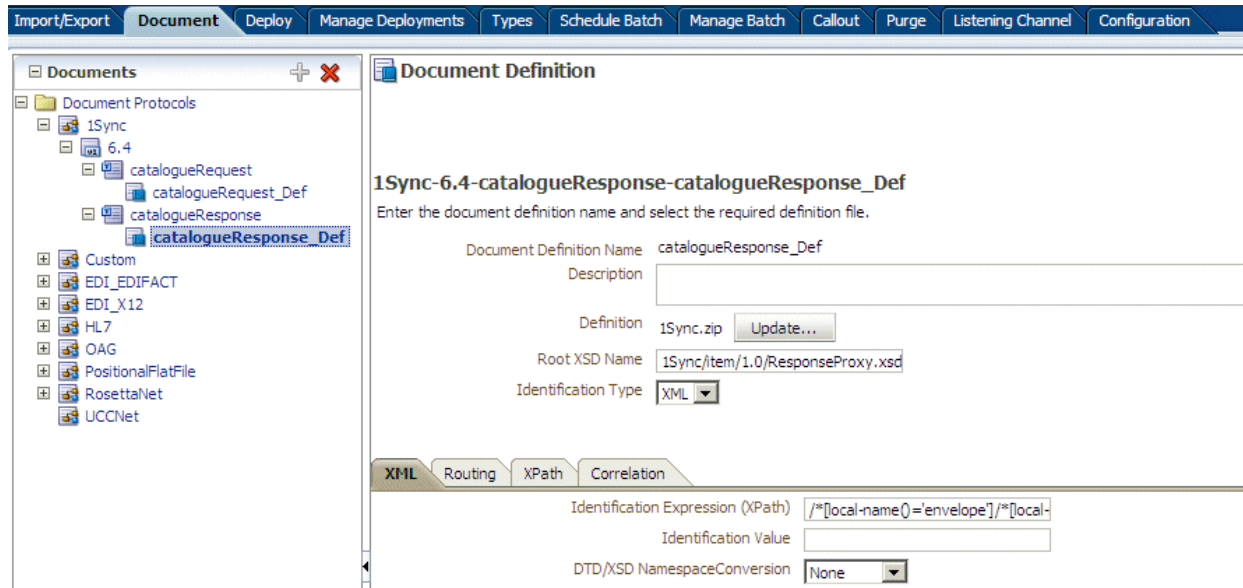 Import/Export Document Deploy Manage Deployments Types Schedule Batch Manage Batch Callout Purge Listening Channel Configuration
Documents
Document Protocols
1Sync
6.4
catalogueRequest
catalogueRequest_Def
catalogueResponse
catalogueResponse_Def
Custom
EDI_EDIFACT
EDI_X12
HL7
OAG
PositionalFlatFile
RosettaNet
UCCNet
Document Definition
1Sync-6.4-catalogueResponse-catalogueResponse_Def
Enter the document definition name and select the required definition file.
Document Definition Name catalogueResponse_Def
Description
Definition 1Sync.zip Update...
Root XSD Name 1Sync/item/1.0/ResponseProxy.xsd
Identification Type XML
XML Routing XPath Correlation
Identification Expression (XPath) /*[local-name()='envelope']/*[local-
Identification Value
DTD/XSD NamespaceConversion None